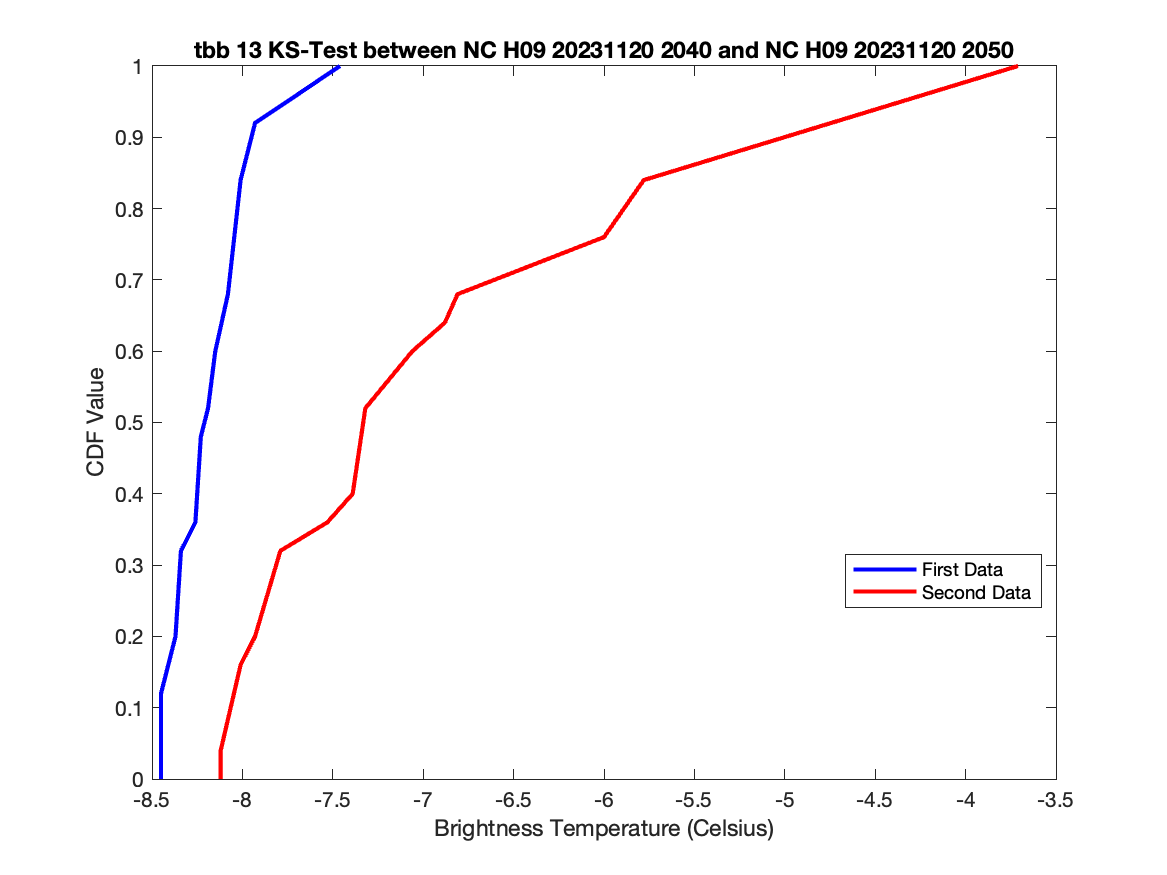 tbb 13 KS-Test between NC H09 20231120 2040 and NC H09 20231120 2050
1
0.9
0.8
0.7
0.6
0.5
0.4
0.3
0.2
0.1
0
CDF Value
First Data
Second Data
-8.5 -8 -7.5 -7 -6.5 -6 -5.5 -5 -4.5 -4 -3.5
Brightness Temperature (Celsius)